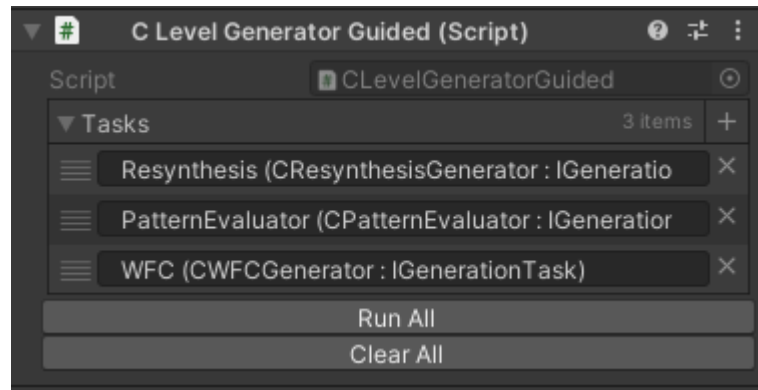 # C Level Generator Guided (Script)
Script CLevelGeneratorGuided
Tasks 3 items +
Resynthesis (CResynthesisGenerator : IGeneratio
PatternEvaluator (CPatternEvaluator : IGeneration
WFC (CWFCGenerator : IGenerationTask)
Run All
Clear All